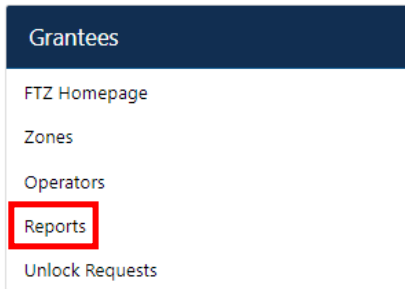 Grantees
FTZ Homepage
Zones
Operators
Reports
Unlock Requests